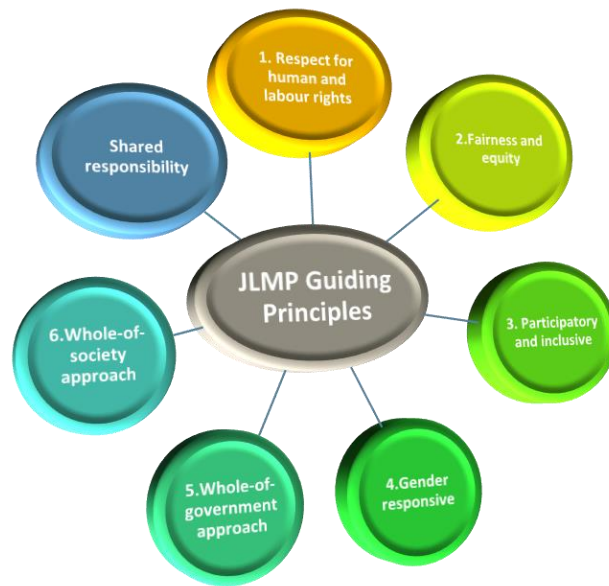 1. Respect for
human and
labour rights
2.Fairness and
equity
3. Participatory
and inclusive
4.Gender
responsive
5.Whole-of-
government
approach
6.Whole-of-
society
approach
Shared
responsibility
JLMP Guiding
Principles